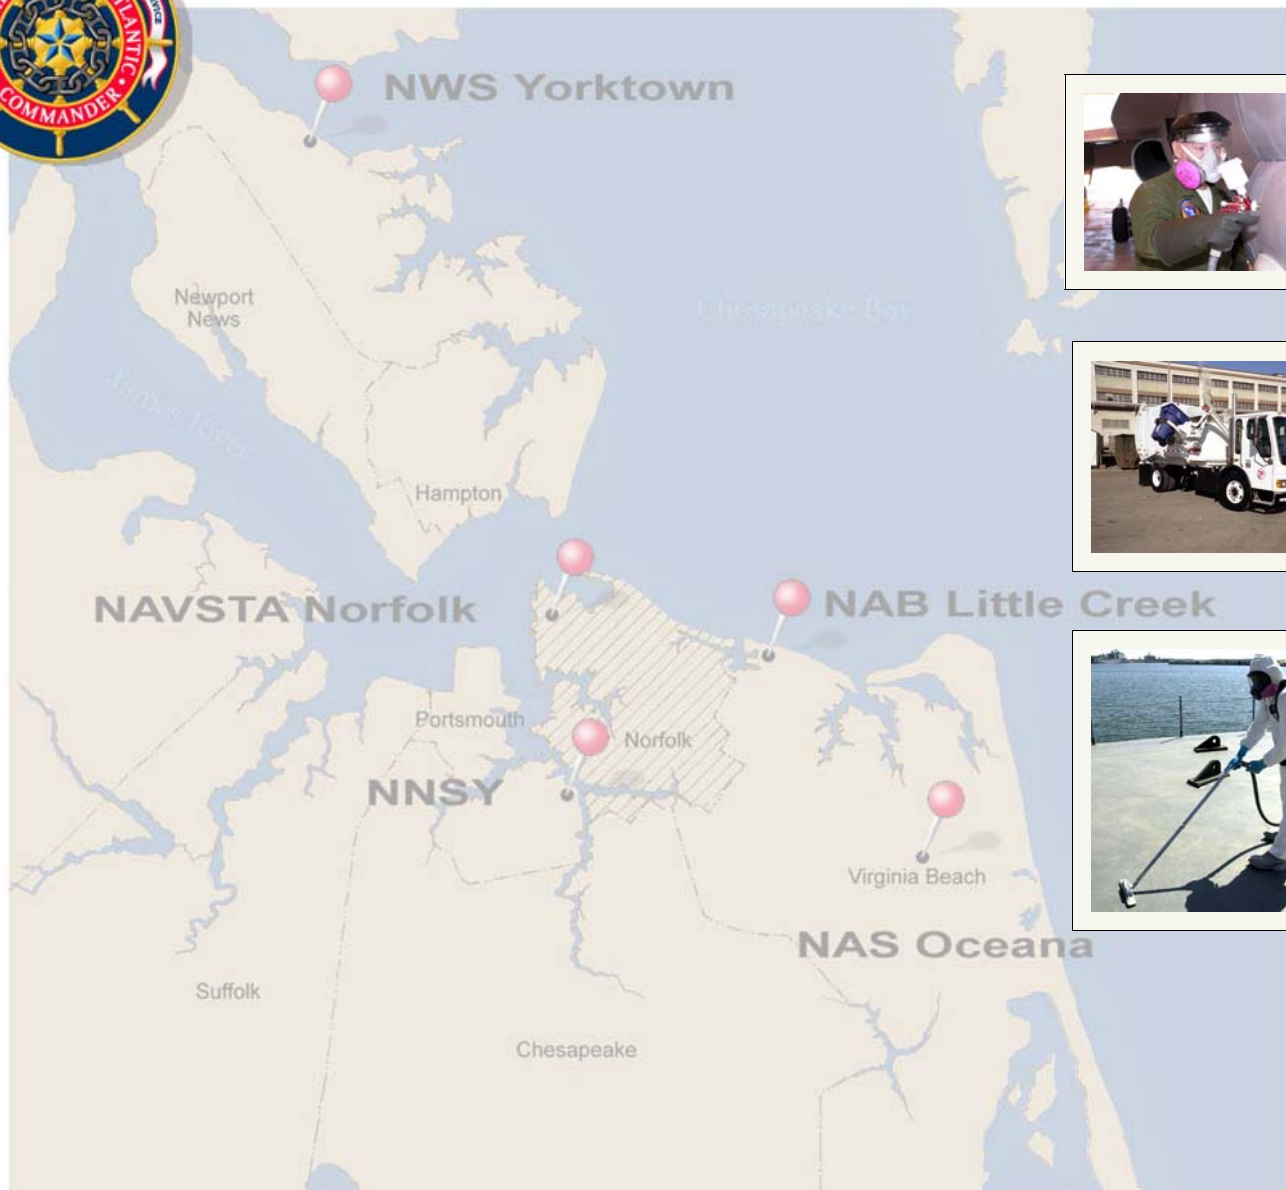 ATLANTIC
SERVICE
COMMANDER
NWS Yorktown
Newport
News
Chesapeake Bay
James River
Hampton
NAVSTA Norfolk
NAB Little Creek
Portsmouth
Norfolk
NNSY
Virginia Beach
NAS Oceana
Suffolk
Chesapeake